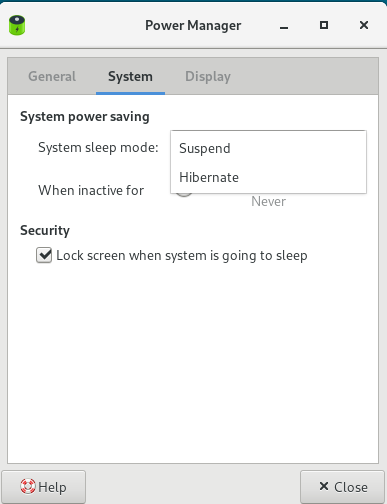 Power Manager
General System Display
System power saving
System sleep mode:
Suspend
Hibernate
When inactive for
Never
Security
Lock screen when system is going to sleep
Help Close